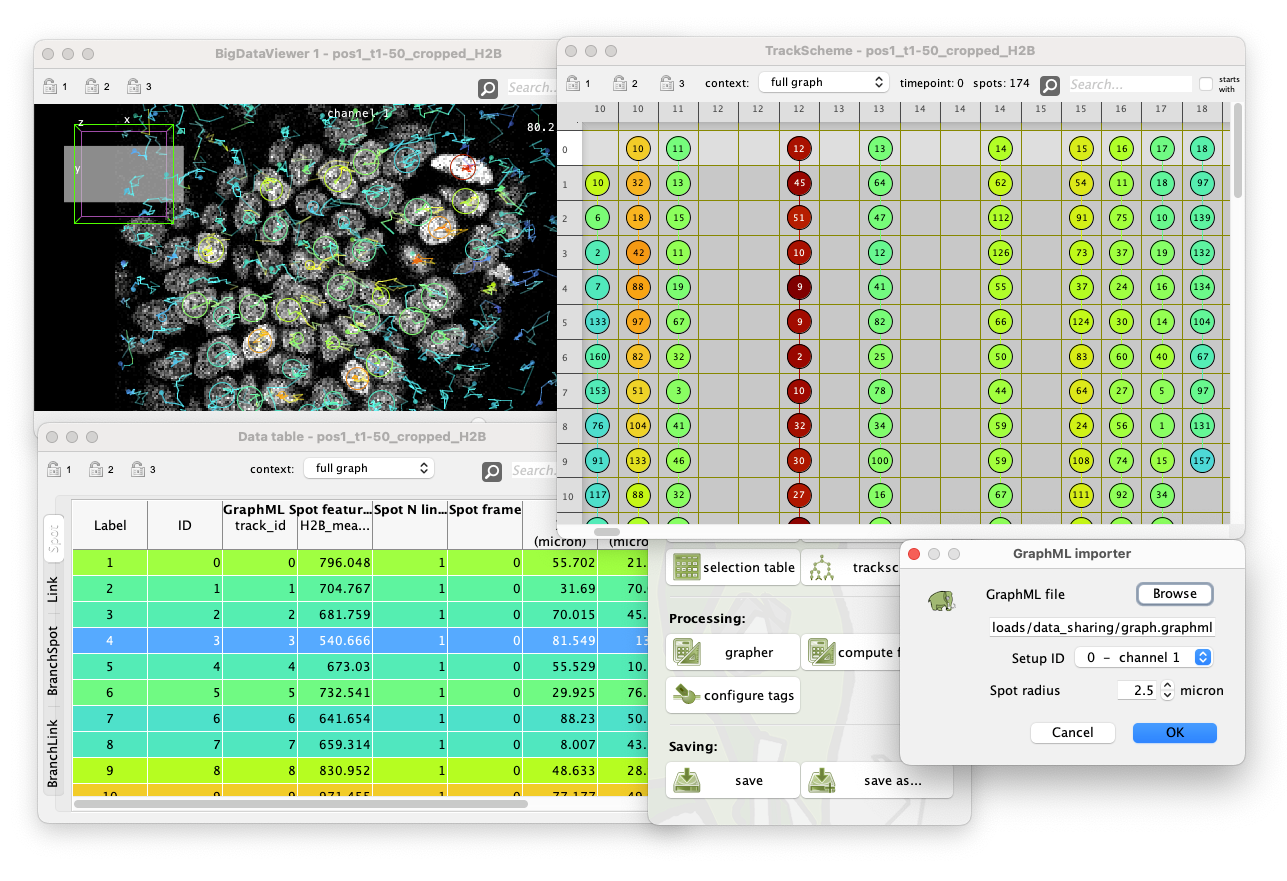 BigDataViewer 1 - pos1_t1-50_cropped_H2B
1 2 3 Search..
channel 1
80.2
z x
y
TrackScheme - pos1_t1-50_cropped_H2B
1 2 3 context: full graph timepoint: 0 spots: 174 Search... starts with
10 10 11 12 12 12 13 13 14 14 14 15 15 16 17 18
0 10 11 12 13 14 15 16 17 18
1 10 32 13 45 64 62 54 11 18 97
2 6 18 15 51 47 112 91 75 10 139
3 2 42 11 10 12 126 73 37 19 132
4 7 88 19 9 41 55 37 24 16 134
5 133 97 67 9 82 66 124 30 14 104
6 160 82 32 2 25 50 83 60 40 67
7 153 51 3 10 78 44 64 27 5 97
8 76 104 41 32 34 59 24 56 1 131
9 91 133 46 30 100 59 108 74 15 157
10 117 88 32 27 16 67 111 92 34
Data table - pos1_t1-50_cropped_H2B
1 2 3 context: full graph Search..
Spot
Link
BranchSpot
BranchLink
GraphML Spot featur... Spot N lin... Spot frame
Label ID track_id H2B_mea...
(micron) (micro
1 0 0 796.048 1 0 55.702 21.
2 1 1 704.767 1 0 31.69 70.
3 2 2 681.759 1 0 70.015 45.
4 3 3 540.666 1 0 81.549 13
5 4 4 673.03 1 0 55.529 10.
6 5 5 732.541 1 0 29.925 76.
7 6 6 641.654 1 0 88.23 50.
8 7 7 659.314 1 0 8.007 43.
9 8 8 830.952 1 0 48.633 28.
10 9 9 971.455 1 0 77.177 49
selection table tracksc
Processing:
grapher compute f
configure tags
Saving:
save save as...
GraphML importer
GraphML file Browse
loads/data_sharing/graph.graphml
Setup ID 0 - channel 1
Spot radius 2.5 micron
Cancel OK